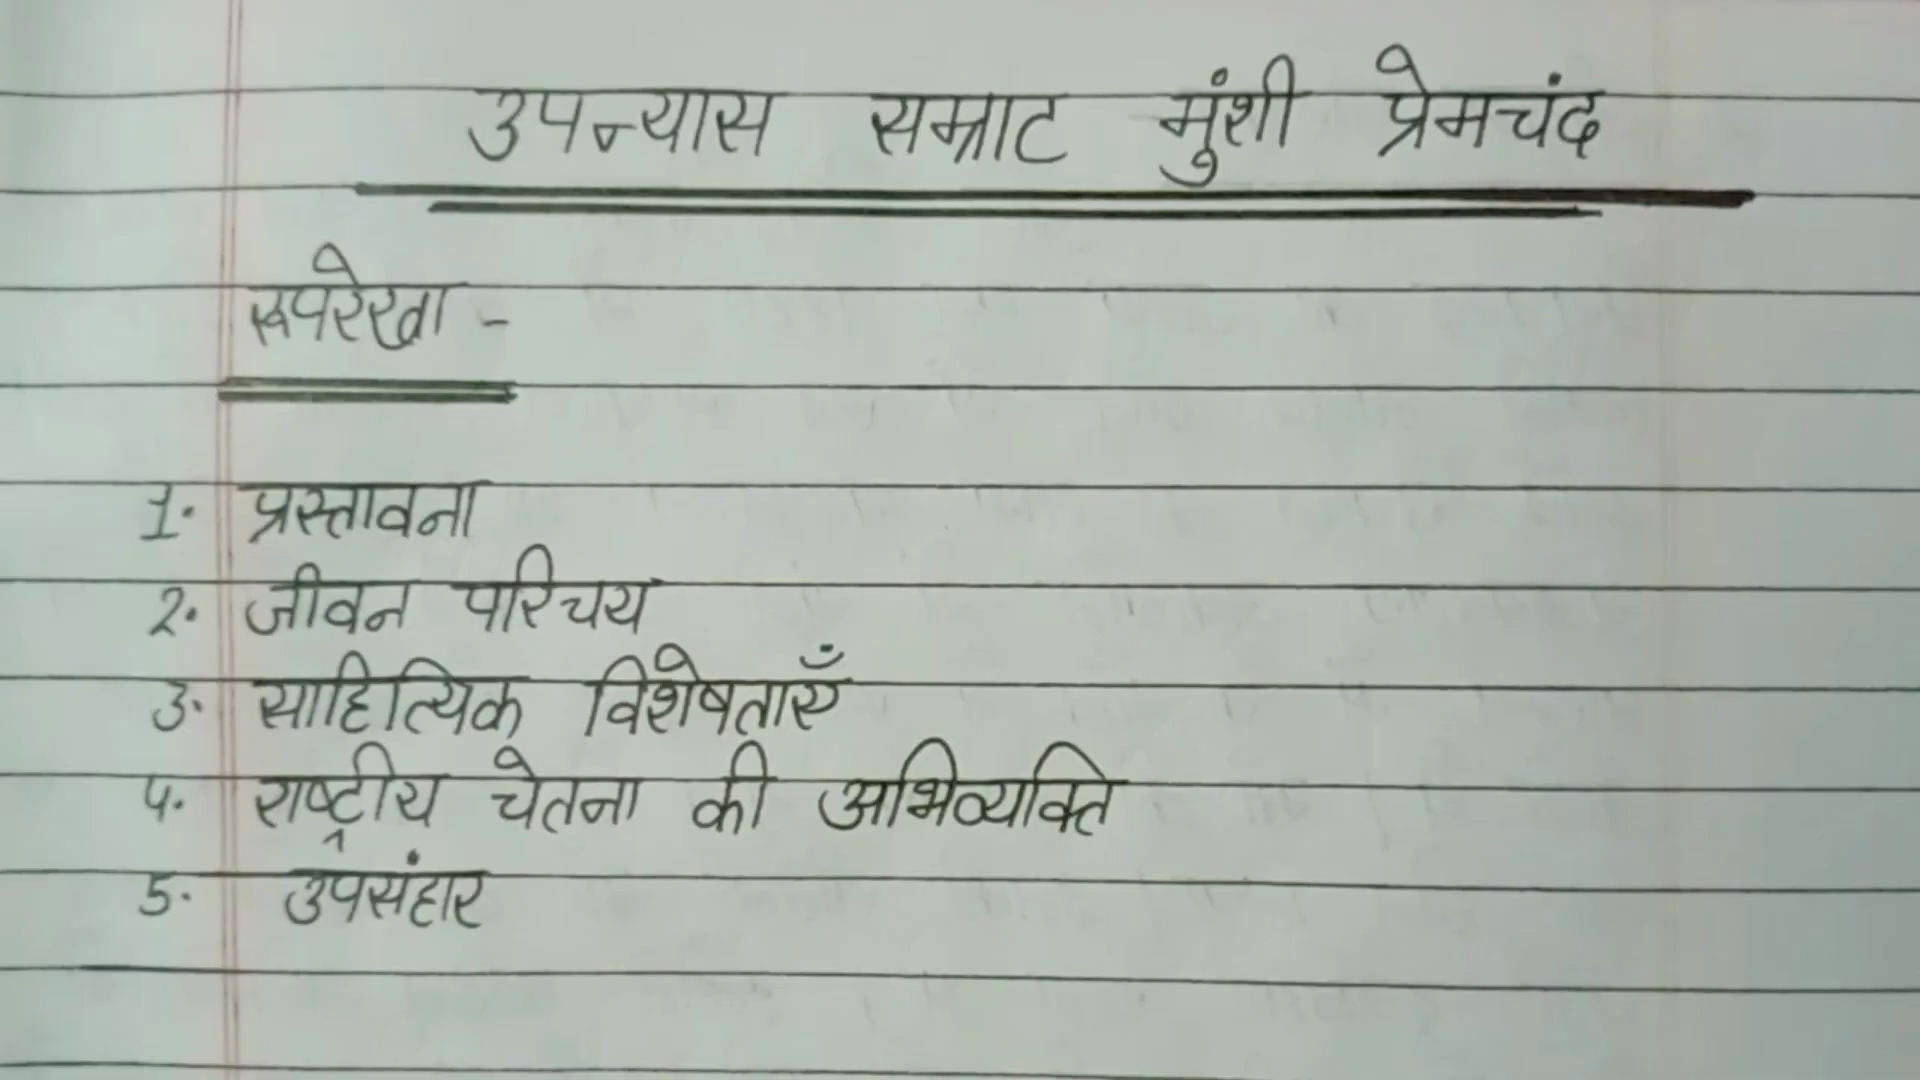 उपन्यास सम्राट मुंशी प्रेमचंद
रूपरेखा -
1. प्रस्तावना
2. जीवन परिचय
3. साहित्यिक विशेषताएँ
4. राष्ट्रीय चेतना की अभिव्यक्ति
5. उपसंहार